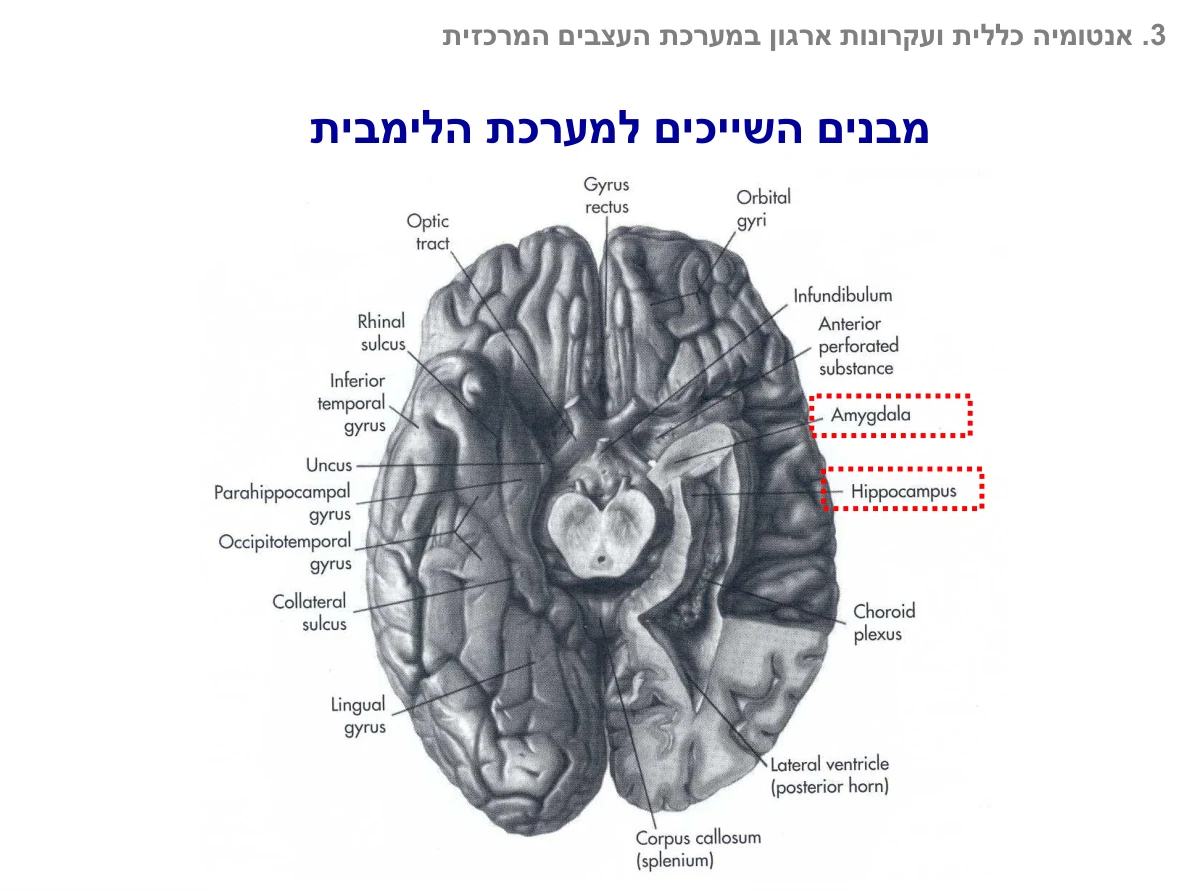 3. אנטומיה כללית ועקרונות ארגון במערכת העצבים המרכזית
מבנים השייכים למערכת הלימבית
Gyrus
rectus
Orbital
gyri
Optic
tract
Infundibulum
Anterior
perforated
substance
Rhinal
sulcus
Inferior
temporal
gyrus
Amygdala
Uncus
Parahippocampal
gyrus
Hippocampus
Occipitotemporal
gyrus
Collateral
sulcus
Choroid
plexus
Lingual
gyrus
Lateral ventricle
(posterior horn)
Corpus callosum
(splenium)